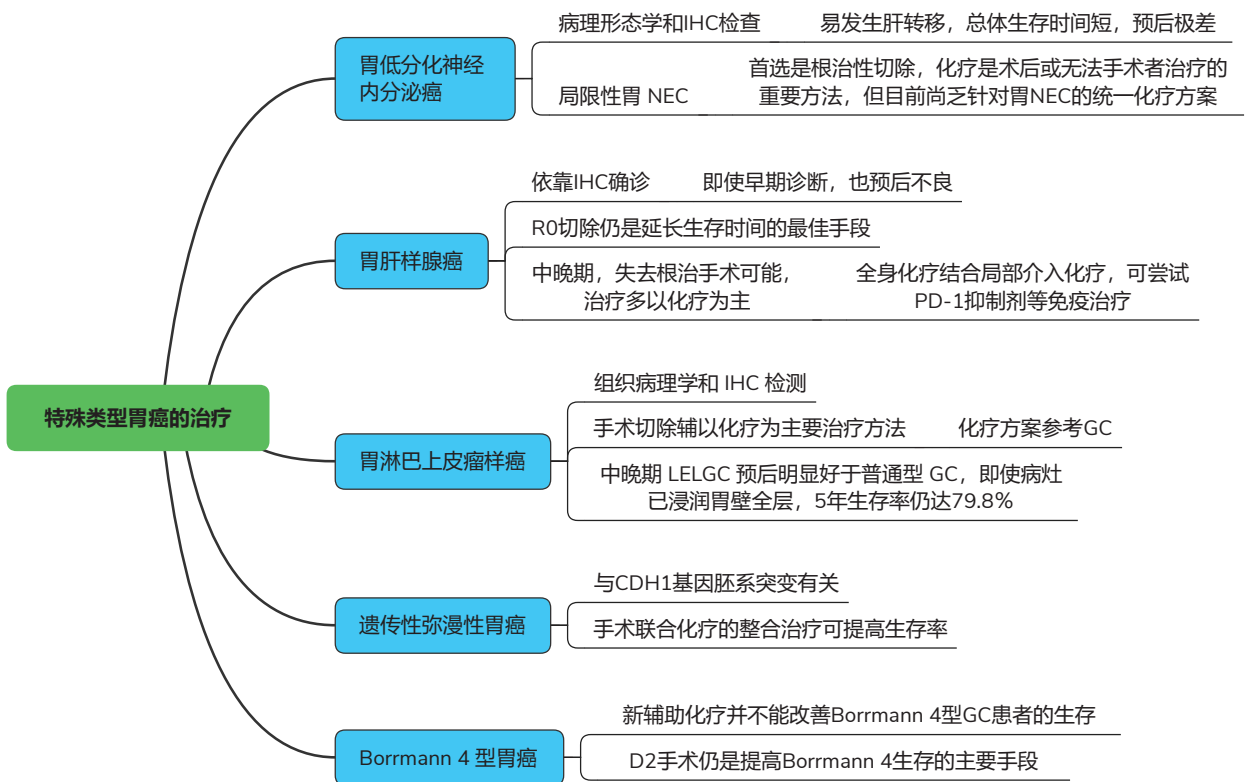 特殊类型胃癌的治疗
胃低分化神经
内分泌癌
病理形态学和IHC检查
易发生肝转移，总体生存时间短，预后极差
局限性胃 NEC
首选是根治性切除，化疗是术后或无法手术者治疗的
重要方法，但目前尚乏针对胃NEC的统一化疗方案
胃肝样腺癌
依靠IHC确诊
即使早期诊断，也预后不良
R0切除仍是延长生存时间的最佳手段
中晚期，失去根治手术可能，
治疗多以化疗为主
全身化疗结合局部介入化疗，可尝试
PD-1抑制剂等免疫治疗
胃淋巴上皮瘤样癌
组织病理学和 IHC 检测
手术切除辅以化疗为主要治疗方法
化疗方案参考GC
中晚期 LELGC 预后明显好于普通型 GC，即使病灶
已浸润胃壁全层，5年生存率仍达79.8%
遗传性弥漫性胃癌
与CDH1基因胚系突变有关
手术联合化疗的整合治疗可提高生存率
Borrmann 4 型胃癌
新辅助化疗并不能改善Borrmann 4型GC患者的生存
D2手术仍是提高Borrmann 4生存的主要手段